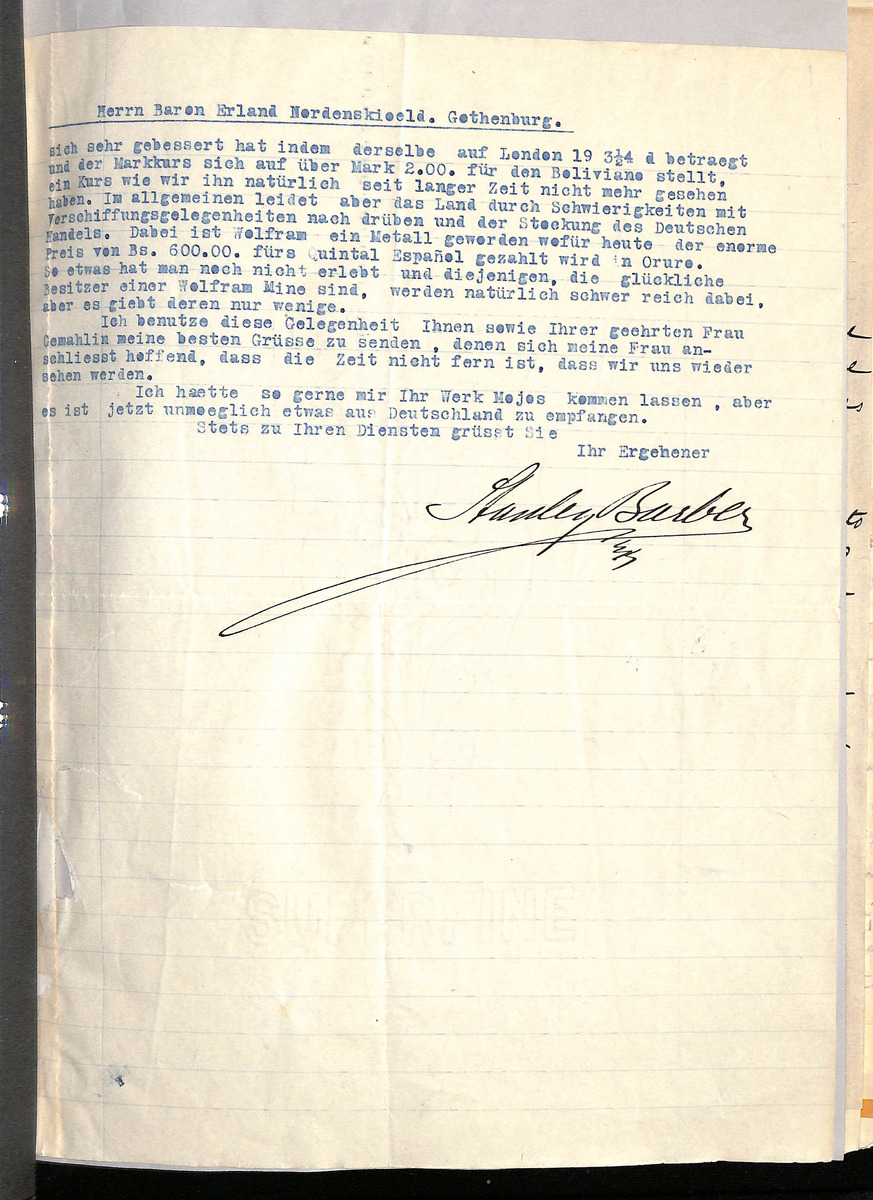 Herrn Baron Erland Nordenskioeld. Gothenburg.
sich sehr gebessert hat indem derselbe auf London 19 3½4 d betraegt
und der Markkurs sich auf über Mark 2.00. für den Boliviano stellt,
ein Kurs wie wir ihn natürlich seit langer Zeit nicht mehr gesehen
haben. Im allgemeinen leidet aber das Land durch Schwierigkeiten mit
Verschiffungsgelegenheiten nach drüben und der Stockung des Deutschen
Handels. Dabei ist Wolfram ein Metall geworden wofür heute der enorme
Preis von Bs. 600.00. fürs Quintal Español gezahlt wird in Oruro.
So etwas hat man noch nicht erlebt und diejenigen, die glückliche
Besitzer einer Wolfram Mine sind, werden natürlich schwer reich dabei,
aber es giebt deren nur wenige.
Ich benutze diese Gelegenheit Ihnen sowie Ihrer geehrten Frau
Gemahlin meine besten Grüsse zu senden , denen sich meine Frau an-
schliesst hoffend, dass die Zeit nicht fern ist, dass wir uns wieder
sehen werden.
Ich haette so gerne mir Ihr Werk Mojos kommen lassen , aber
es ist jetzt unmoeglich etwas aus Deutschland zu empfangen.
Stets zu Ihren Diensten grüsst Sie
Ihr Ergebener
Stanley Barber
SUPERFINE